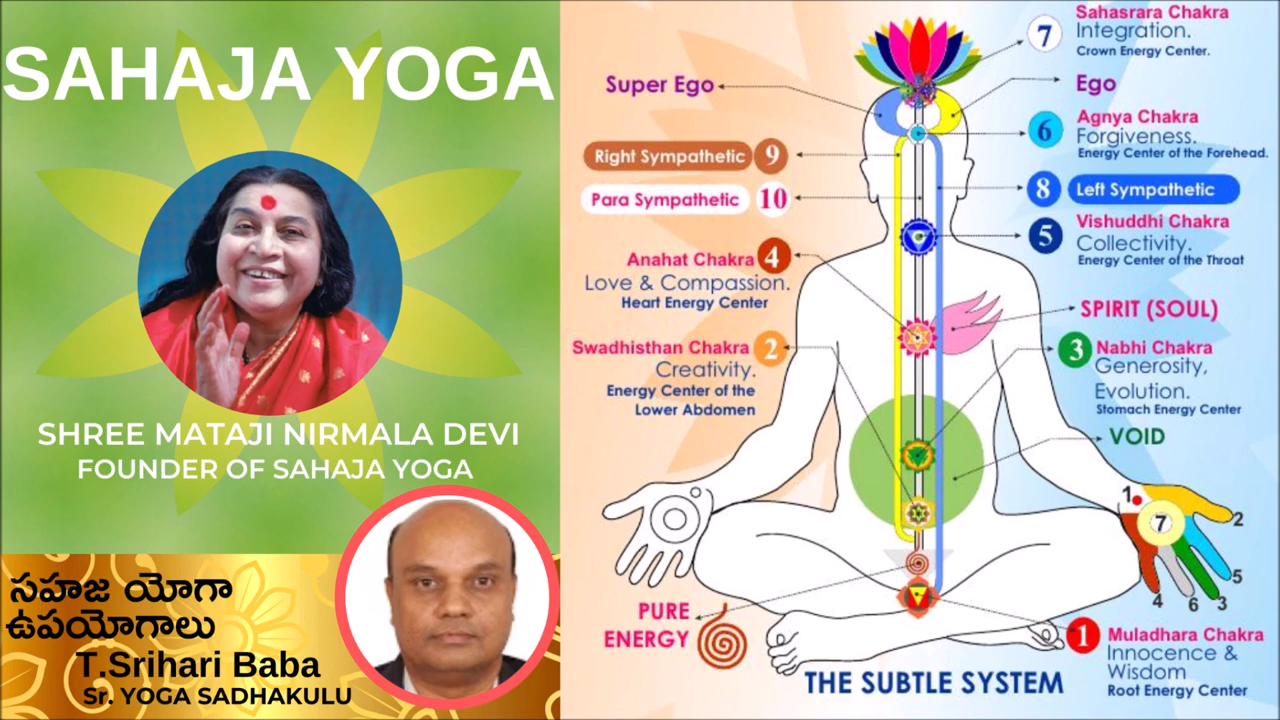 SAHAJA YOGA
SHREE MATAJI NIRMALA DEVI
FOUNDER OF SAHAJA YOGA
సహజ యోగా
ఉపయోగాలు
T.Srihari Baba
Sr. YOGA SADHAKULU
7
Sahasrara Chakra
Integration.
Crown Energy Center.
Super Ego
Ego
6
Agnya Chakra
Forgiveness.
Energy Center of the Forehead.
Right Sympathetic 9
Para Sympathetic 10
8 Left Sympathetic
5
Vishuddhi Chakra
Collectivity.
Energy Center of the Throat
Anahat Chakra 4
Love & Compassion.
Heart Energy Center
SPIRIT (SOUL)
Swadhisthan Chakra 2
Creativity.
Energy Center of the
Lower Abdomen
3 Nabhi Chakra
Generosity,
Evolution.
Stomach Energy Center
VOID
1
7
2
5
4 6 3
PURE
ENERGY
1 Muladhara Chakra
Innocence &
Wisdom
Root Energy Center
THE SUBTLE SYSTEM